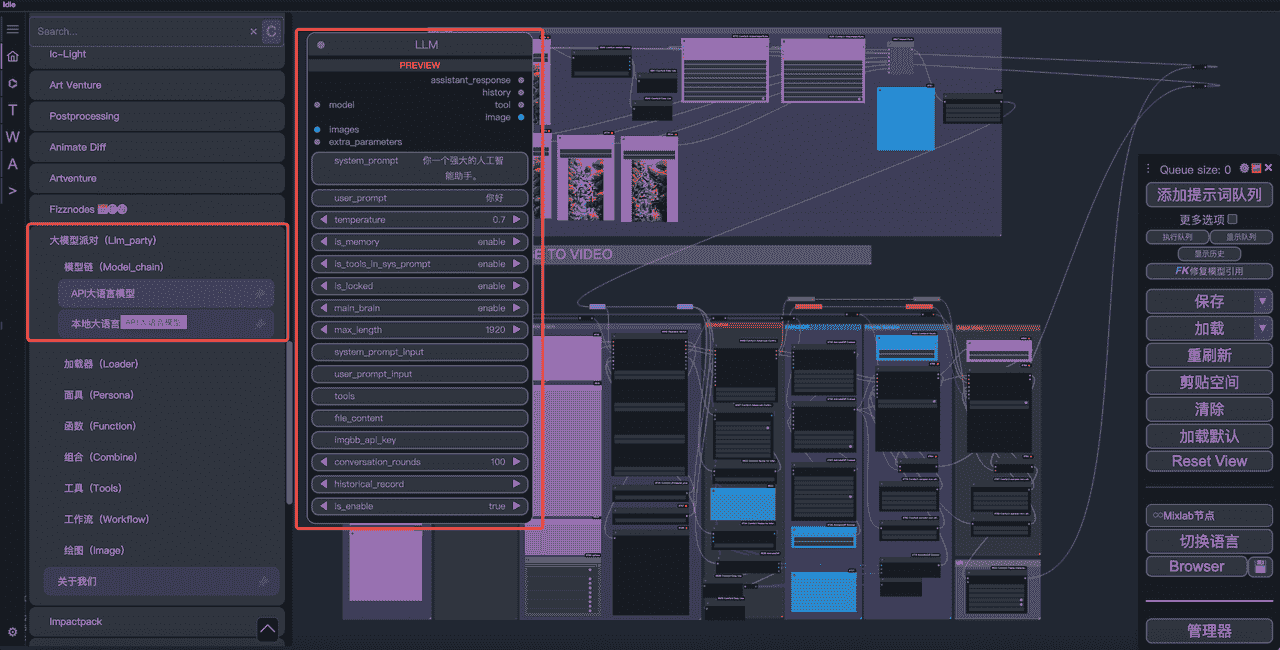 Idle
Search...
C
Ic-Light
Art Venture
Postprocessing
Animate Diff
Artventure
Fizznodes
大模型派对（Llm_party）
模型链（Model_chain）
API大语言模型
本地大语言
API大语言模型
加载器（Loader）
面具（Persona）
函数（Function）
组合（Combine）
工具（Tools）
工作流（Workflow）
绘图（Image）
关于我们
Impactpack
T
W
A
LLM
PREVIEW
assistant_response
history
model
tool
image
images
extra_parameters
system_prompt 你一个强大的人工智
能助手。
user_prompt 你好
temperature 0.7
is_memory enable
is_tools_in_sys_prompt enable
is_locked enable
main_brain enable
max_length 1920
system_prompt_input
user_prompt_input
tools
file_content
imgbb_api_key
conversation_rounds 100
historical_record
is_enable true
TO VIDEO
Queue size: 0
添加提示词队列
更多选项
执行队列
显示队列
显示历史
FK修复模型引用
保存
加载
重刷新
剪贴空间
清除
加载默认
Reset View
Mixlab节点
切换语言
Browser
管理器